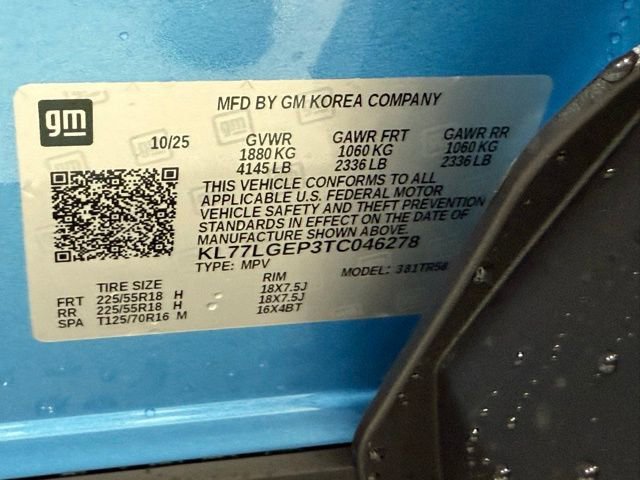 gm
MFD BY GM KOREA COMPANY
10/25
GVWR GAWR FRT GAWR RR
1880 KG 1060 KG 1060 KG
4145 LB 2336 LB 2336 LB
THIS VEHICLE CONFORMS TO ALL
APPLICABLE U.S. FEDERAL MOTOR
VEHICLE SAFETY AND THEFT PREVENTION
STANDARDS IN EFFECT ON THE DATE OF
MANUFACTURE SHOWN ABOVE.
KL77LGEP3TC046278
TYPE: MPV MODEL: 381TR56
TIRE SIZE RIM
FRT 225/55R18 H 18X7.5J
RR 225/55R18 H 18X7.5J
SPA T125/70R16 M 16X4BT